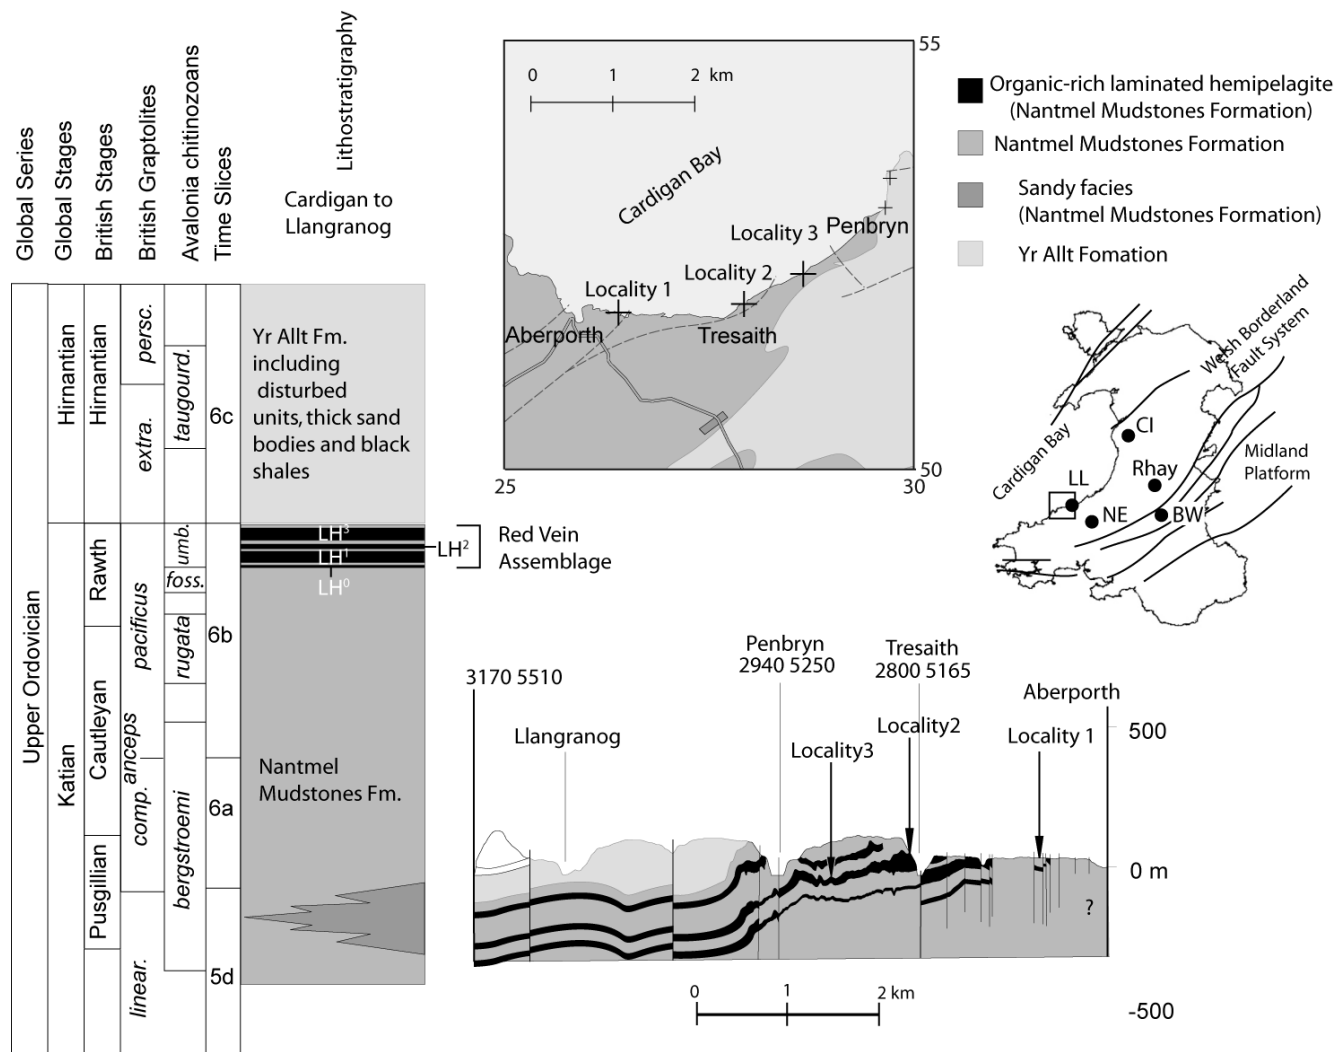 Global Series
Global Stages
British Stages
British Graptolites
Avalonia chitinozoans
Time Slices
Lithostratigraphy
Cardigan to
Llangranog
Upper Ordovician
Hirnantian
Katian
Hirnantian
Rawth
Cautleyan
Pusgillian
persc.
extra.
pacificus
anceps
comp.
linear.
taugourd.
umb.
foss.
rugata
bergstroemi
6c
6b
6a
5d
Yr Allt Fm.
including
disturbed
units, thick sand
bodies and black
shales
LH3
LH1
LH0
LH2
Red Vein
Assemblage
Nantmel
Mudstones Fm.
55
0 1 2 km
Cardigan Bay
Locality 3
Penbryn
Locality 2
Locality 1
Aberporth
Tresaith
50
25
30
Organic-rich laminated hemipelagite
(Nantmel Mudstones Formation)
Nantmel Mudstones Formation
Sandy facies
(Nantmel Mudstones Formation)
Yr Allt Fomation
Welsh Borderland
Fault System
Cardigan Bay
CI
Rhay
LL
NE
BW
Midland
Platform
3170 5510
Penbryn
2940 5250
Tresaith
2800 5165
Aberporth
Llangranog
Locality3
Locality2
Locality 1
500
0 m
?
-500
0 1 2 km